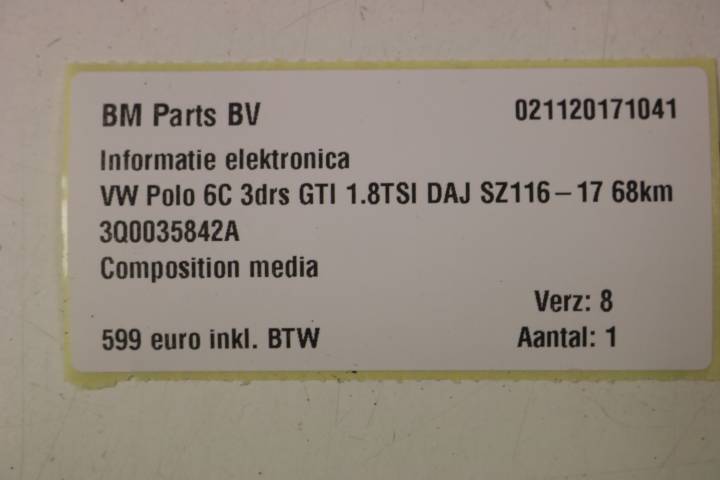 BM Parts BV 021120171041
Informatie elektronica
VW Polo 6C 3drs GTI 1.8TSI DAJ SZ116–17 68km
3Q0035842A
Composition media
Verz: 8
599 euro inkl. BTW Aantal: 1